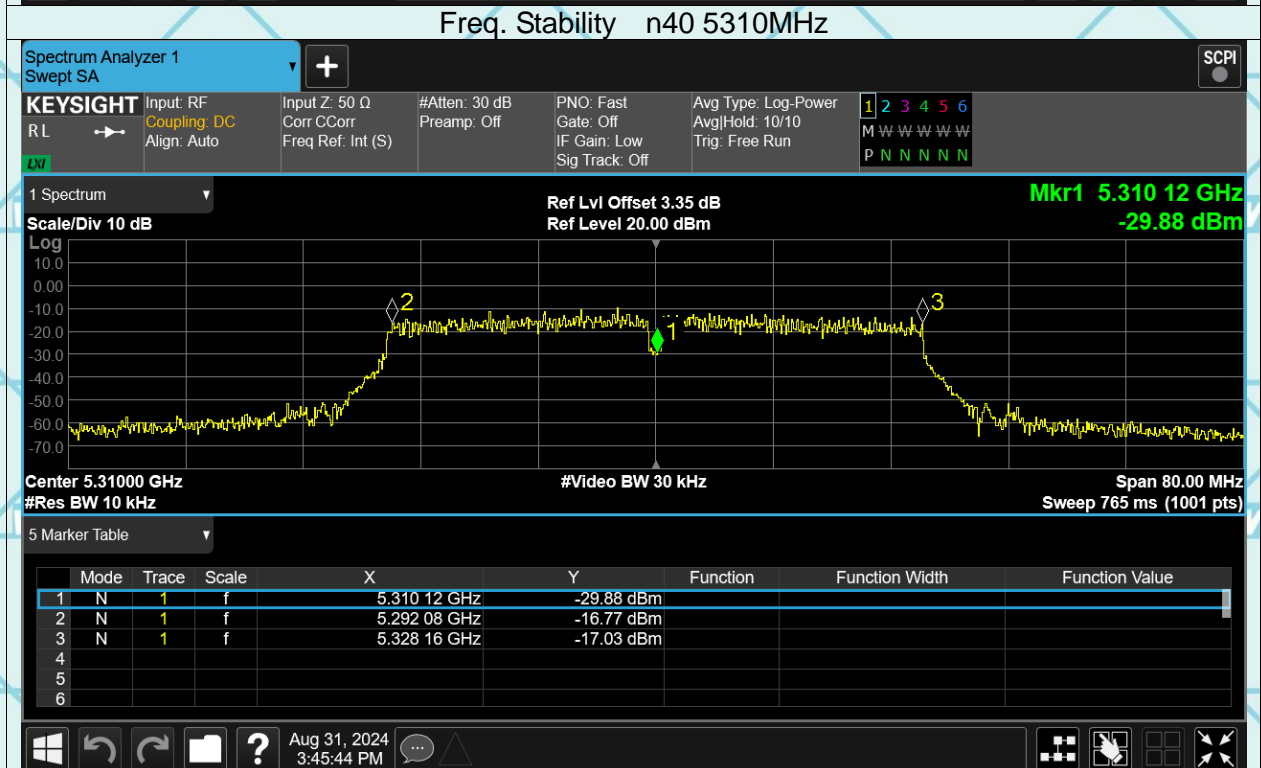 Freq. Stability n40 5310MHz
Spectrum Analyzer 1
Swept SA
SCPI
KEYSIGHT
R L
LXI
Input: RF
Coupling: DC
Align: Auto
Input Z: 50 Ω
Corr CCorr
Freq Ref: Int (S)
#Atten: 30 dB
Preamp: Off
PNO: Fast
Gate: Off
IF Gain: Low
Sig Track: Off
Avg Type: Log-Power
Avg|Hold: 10/10
Trig: Free Run
1 2 3 4 5 6
M W W W W W
P N N N N N
1 Spectrum
Scale/Div 10 dB
Ref Lvl Offset 3.35 dB
Ref Level 20.00 dBm
Mkr1 5.310 12 GHz
-29.88 dBm
Log
10.0
0.00
-10.0
-20.0
-30.0
-40.0
-50.0
-60.0
-70.0
2
1
3
Center 5.31000 GHz
#Res BW 10 kHz
#Video BW 30 kHz
Span 80.00 MHz
Sweep 765 ms (1001 pts)
5 Marker Table
Mode Trace Scale X Y Function Function Width Function Value
1 N 1 f 5.310 12 GHz -29.88 dBm
2 N 1 f 5.292 08 GHz -16.77 dBm
3 N 1 f 5.328 16 GHz -17.03 dBm
4
5
6
?
Aug 31, 2024
3:45:44 PM